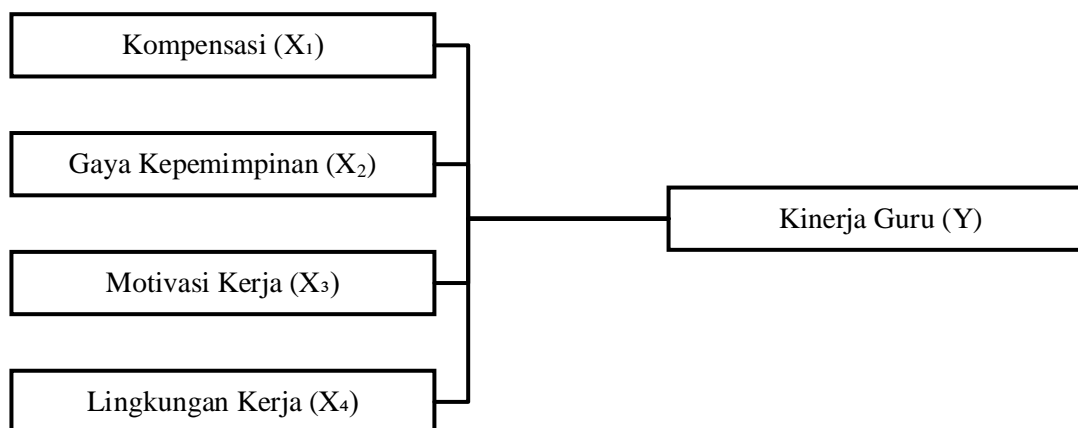 Kompensasi (X₁)
Gaya Kepemimpinan (X₂)
Kinerja Guru (Y)
Motivasi Kerja (X₃)
Lingkungan Kerja (X₄)